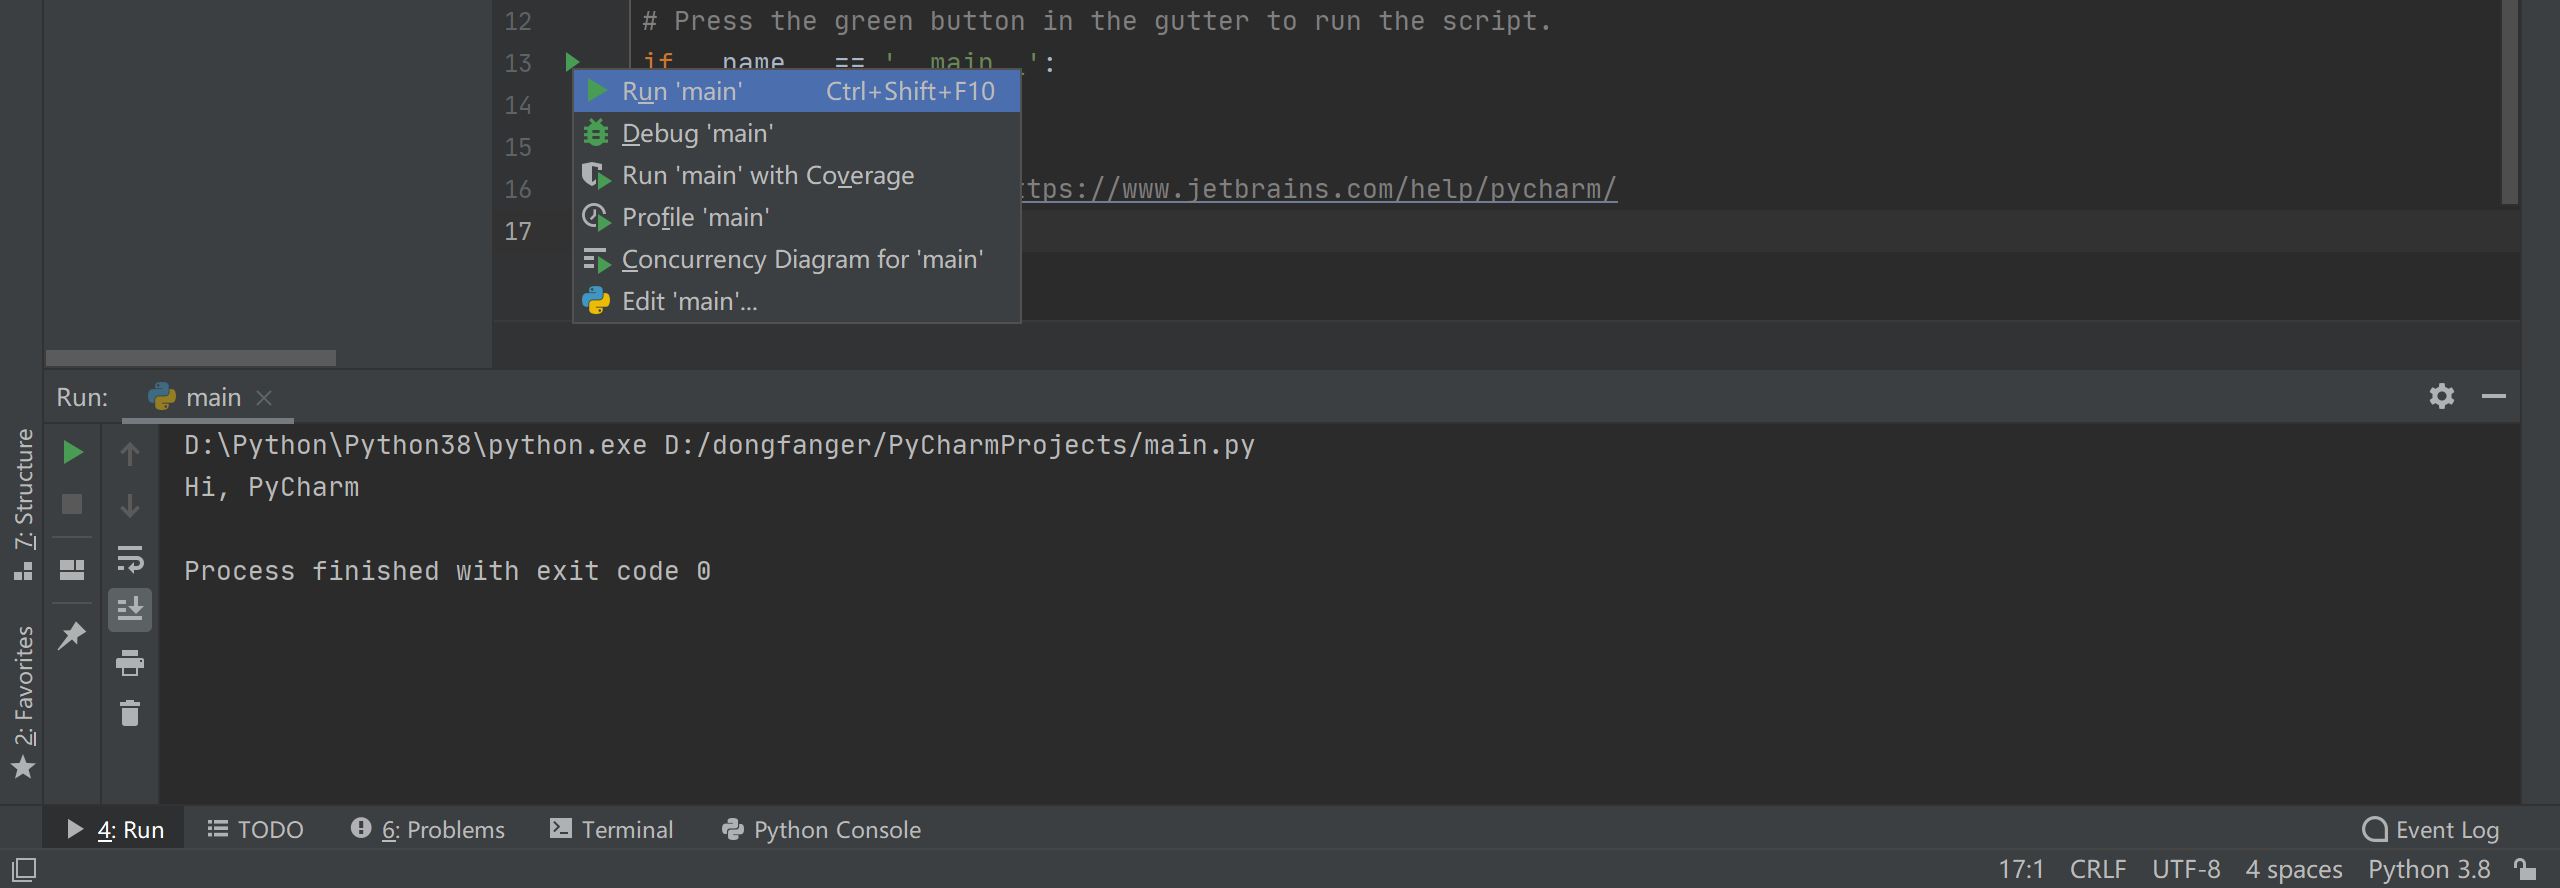 12 # Press the green button in the gutter to run the script.
13 if __name__ == '__main__':
Run 'main' Ctrl+Shift+F10
14
Debug 'main'
15
Run 'main' with Coverage
16 ttps://www.jetbrains.com/help/pycharm/
Profile 'main'
17
Concurrency Diagram for 'main'
Edit 'main'...
Run: main
7: Structure
2: Favorites
D:\Python\Python38\python.exe D:/dongfanger/PyCharmProjects/main.py
Hi, PyCharm
Process finished with exit code 0
4: Run TODO 6: Problems Terminal Python Console Event Log
17:1 CRLF UTF-8 4 spaces Python 3.8